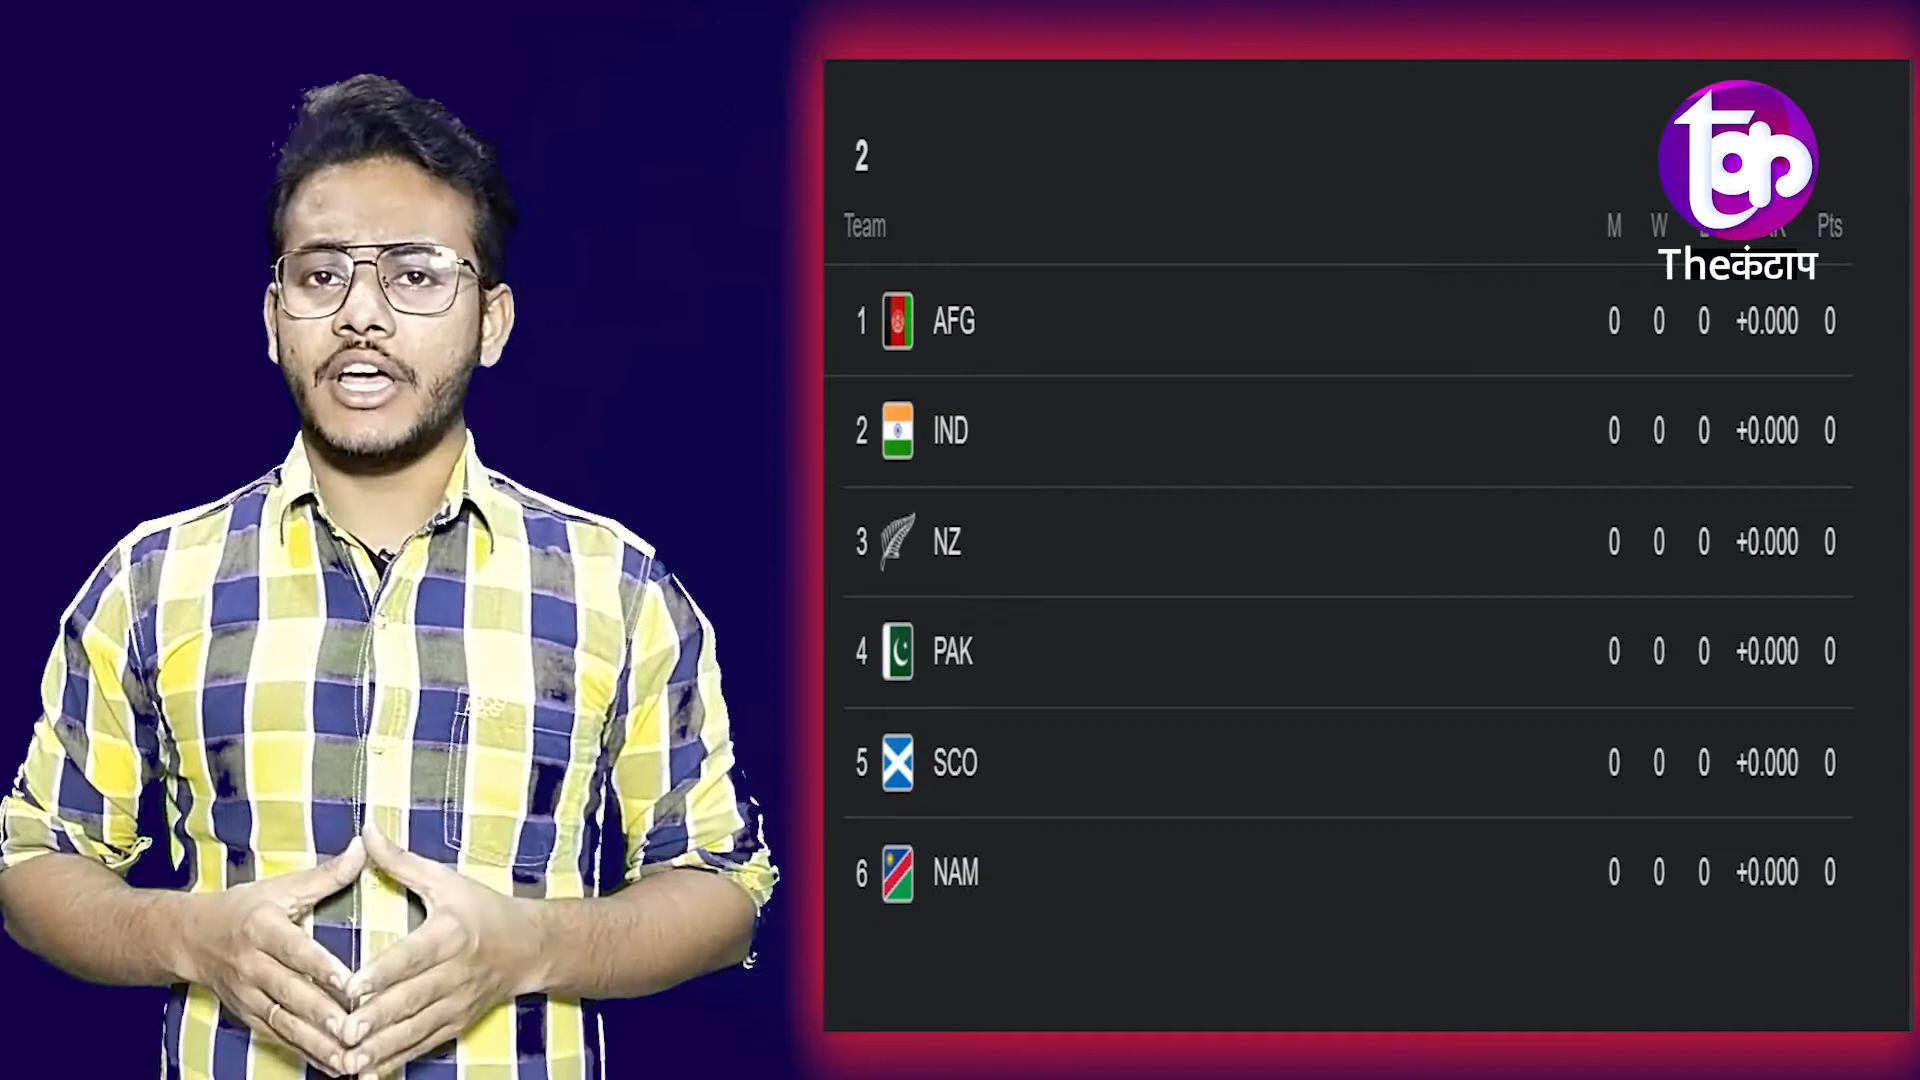 2
Team M W Pts
Theकंटाप
1 AFG 0 0 0 +0.000 0
2 IND 0 0 0 +0.000 0
3 NZ 0 0 0 +0.000 0
4 PAK 0 0 0 +0.000 0
5 SCO 0 0 0 +0.000 0
6 NAM 0 0 0 +0.000 0